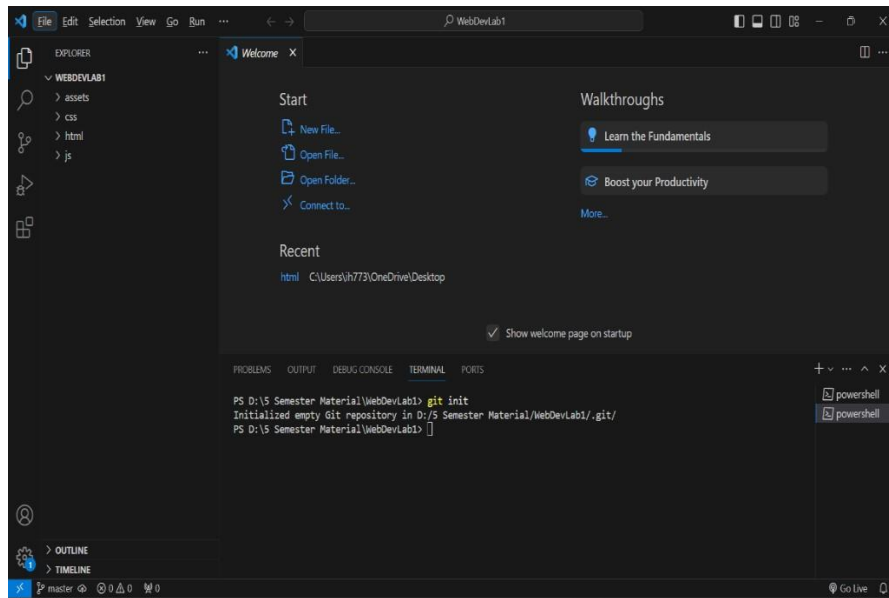 File Edit Selection View Go Run ... WebDevLab1
EXPLORER ...
WEBDEVLAB1
assets
css
html
js
OUTLINE
TIMELINE
Welcome
Start
New File...
Open File...
Open Folder...
Connect to...
Recent
html C:\Users\ih773\OneDrive\Desktop
Walkthroughs
Learn the Fundamentals
Boost your Productivity
More...
Show welcome page on startup
PROBLEMS OUTPUT DEBUG CONSOLE TERMINAL PORTS
PS D:\5 Semester Material\WebDevLab1> git init
Initialized empty Git repository in D:/5 Semester Material/WebDevLab1/.git/
PS D:\5 Semester Material\WebDevLab1>
powershell
powershell
1
master 0 0 0 Go Live